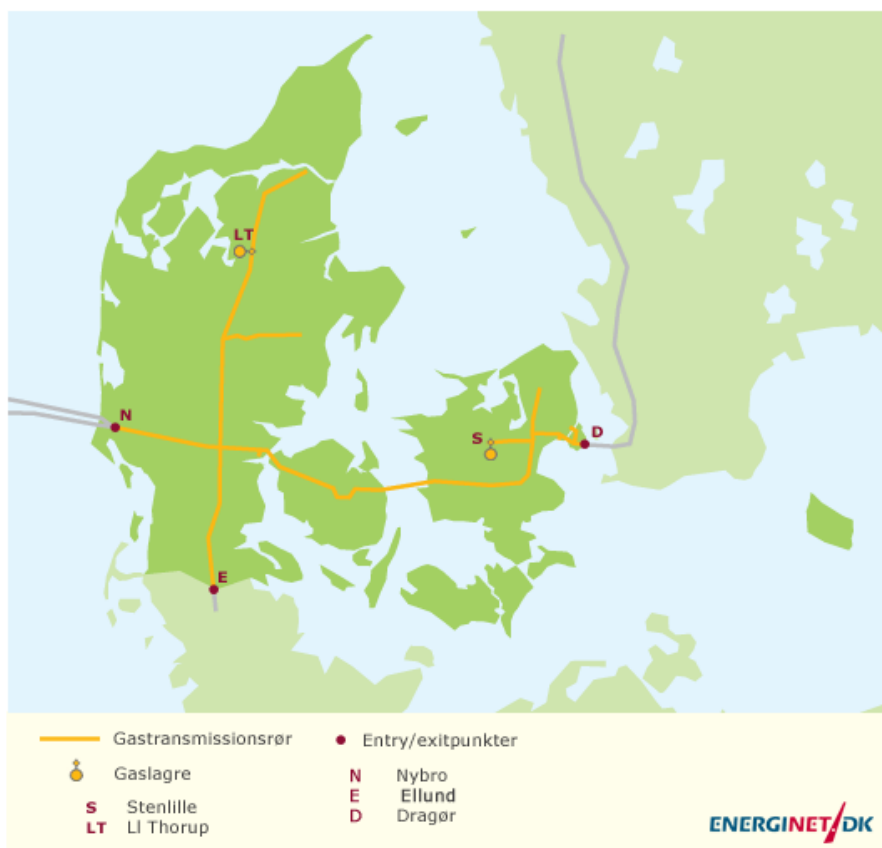 LT
N
S
D
E
Gastransmissionsrør
Gaslagre
S Stenlille
LT Ll Thorup
Entry/exitpunkter
N Nybro
E Ellund
D Dragør
ENERGINET/DK